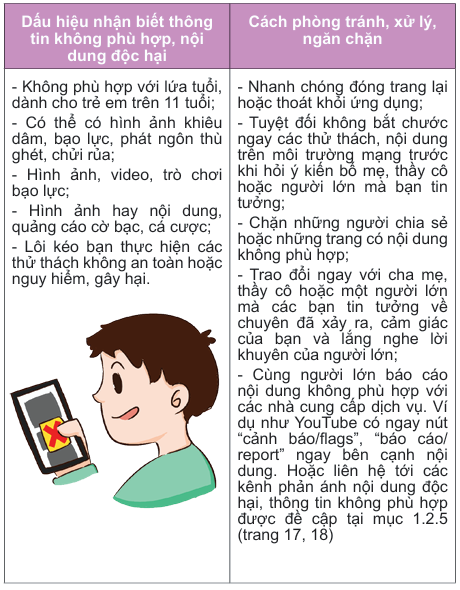 Dấu hiệu nhận biết thông
tin không phù hợp, nội
dung độc hại
- Không phù hợp với lứa tuổi,
dành cho trẻ em trên 11 tuổi;
- Có thể có hình ảnh khiêu
dâm, bạo lực, phát ngôn thù
ghét, chửi rủa;
- Hình ảnh, video, trò chơi
bạo lực;
- Hình ảnh hay nội dung,
quảng cáo cờ bạc, cá cược;
- Lôi kéo bạn thực hiện các
thử thách không an toàn hoặc
nguy hiểm, gây hại.
Cách phòng tránh, xử lý,
ngăn chặn
- Nhanh chóng đóng trang lại
hoặc thoát khỏi ứng dụng;
- Tuyệt đối không bắt chước
ngay các thử thách, nội dung
trên môi trường mạng trước
khi hỏi ý kiến bố mẹ, thầy cô
hoặc người lớn mà bạn tin
tưởng;
- Chặn những người chia sẻ
hoặc những trang có nội dung
không phù hợp;
- Trao đổi ngay với cha mẹ,
thầy cô hoặc một người lớn
mà các bạn tin tưởng về
chuyện đã xảy ra, cảm giác
của bạn và lắng nghe lời
khuyên của người lớn;
- Cùng người lớn báo cáo
nội dung không phù hợp với
các nhà cung cấp dịch vụ. Ví
dụ như YouTube có ngay nút
“cảnh báo/flags”, “báo cáo/
report” ngay bên cạnh nội
dung. Hoặc liên hệ tới các
kênh phản ánh nội dung độc
hại, thông tin không phù hợp
được đề cập tại mục 1.2.5
(trang 17, 18)